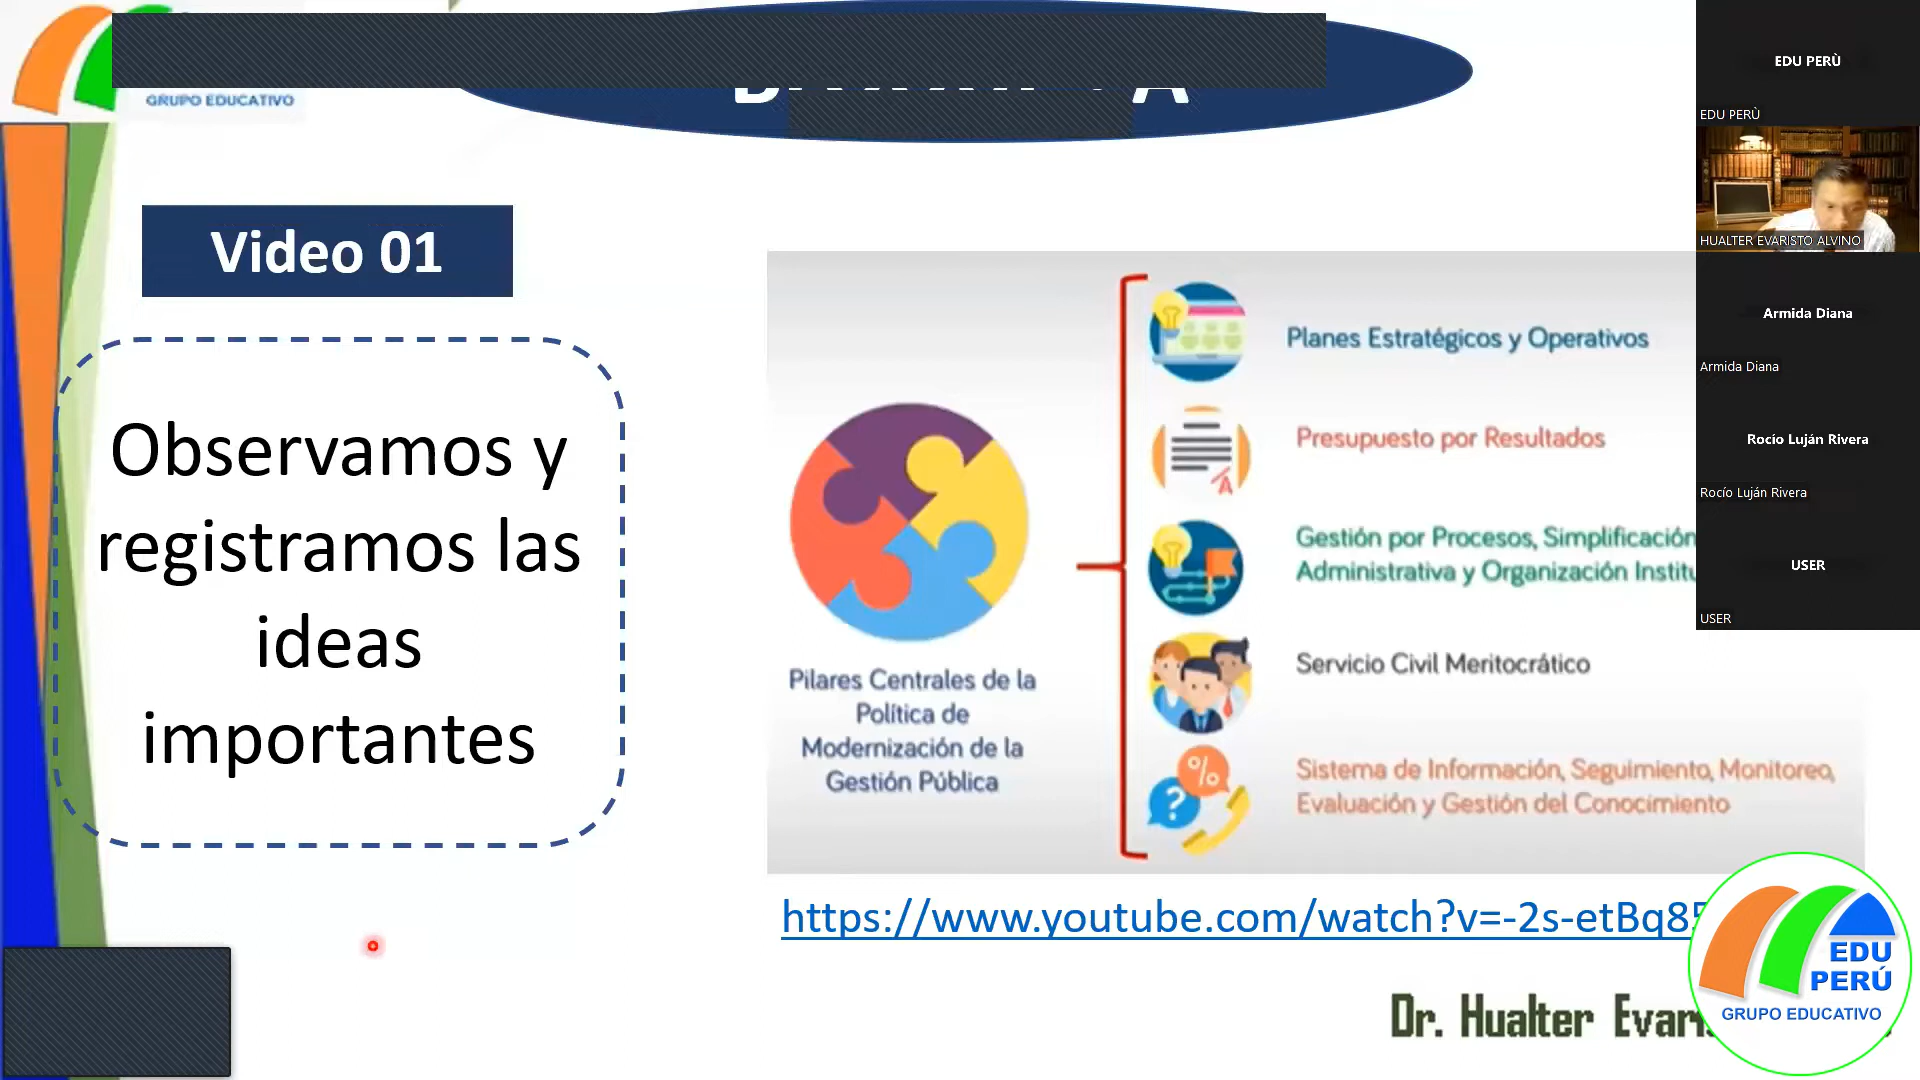 GRUPO EDUCATIVO
Video 01
Observamos y
registramos las
ideas
importantes
Pilares Centrales de la
Política de
Modernización de la
Gestión Pública
Planes Estratégicos y Operativos
Presupuesto por Resultados
Gestión por Procesos, Simplificación
Administrativa y Organización
Servicio Civil Meritocrático
Sistema de Información, Seguimiento, Monitoreo,
Evaluación y Gestión del Conocimiento
https://www.youtube.com/watch?v=-2s-etBq85
Dr. Hualter
EDU
PERÚ
GRUPO EDUCATIVO
EDU PERÙ
EDU PERÙ
HUALTER EVARISTO ALVINO
Armida Diana
Armida Diana
Rocío Luján Rivera
Rocío Luján Rivera
USER
USER